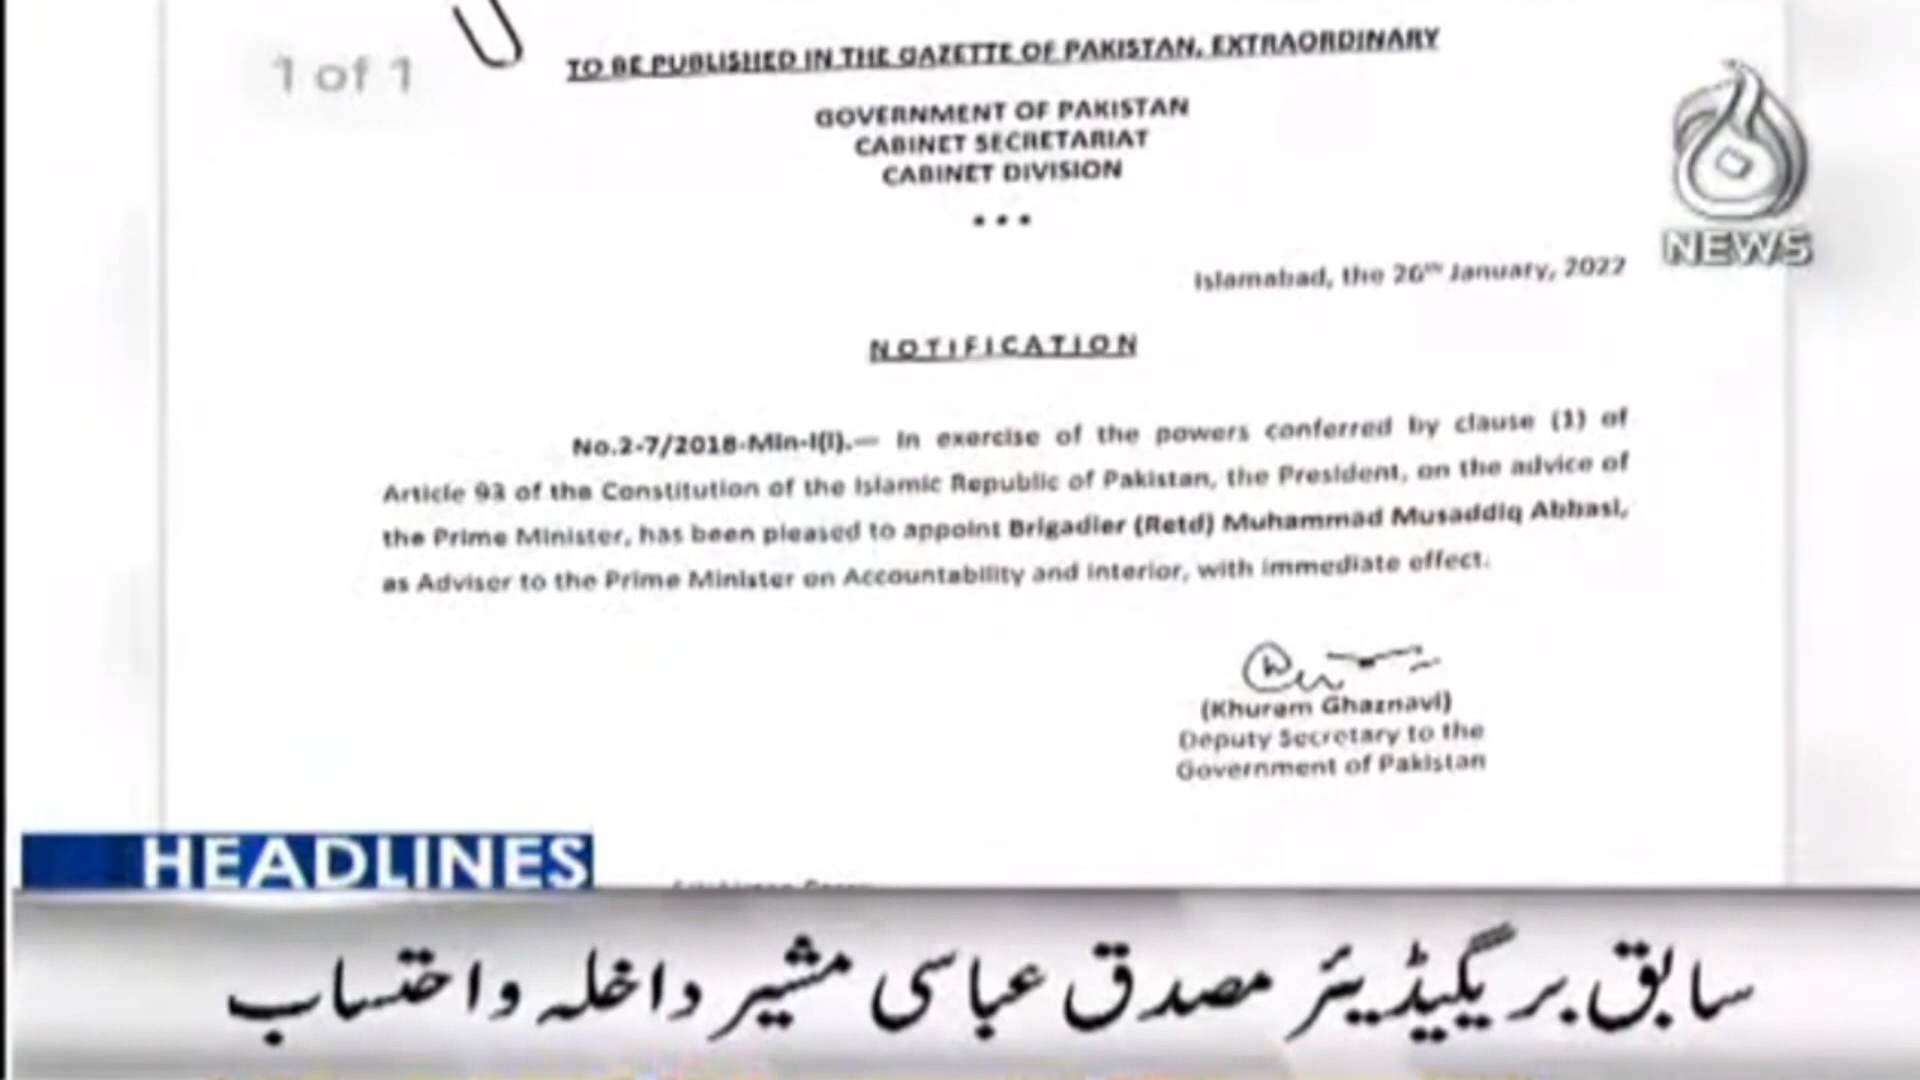 1 of 1
TO BE PUBLISHED IN THE GAZETTE OF PAKISTAN, EXTRAORDINARY
GOVERNMENT OF PAKISTAN
CABINET SECRETARIAT
CABINET DIVISION
•••
NEWS
Islamabad, the 26th January, 2022
NOTIFICATION
No.2-7/2018-Min-I(I).— In exercise of the powers conferred by clause (1) of
Article 93 of the Constitution of the Islamic Republic of Pakistan, the President, on the advice of
the Prime Minister, has been pleased to appoint Brigadier (Retd) Muhammad Musaddiq Abbasi,
as Adviser to the Prime Minister on Accountability and Interior, with immediate effect.
(Khuram Ghaznavi)
Deputy Secretary to the
Government of Pakistan
HEADLINES
سابق بریگیڈیئر مصدق عباسی مشیر داخلہ و احتساب